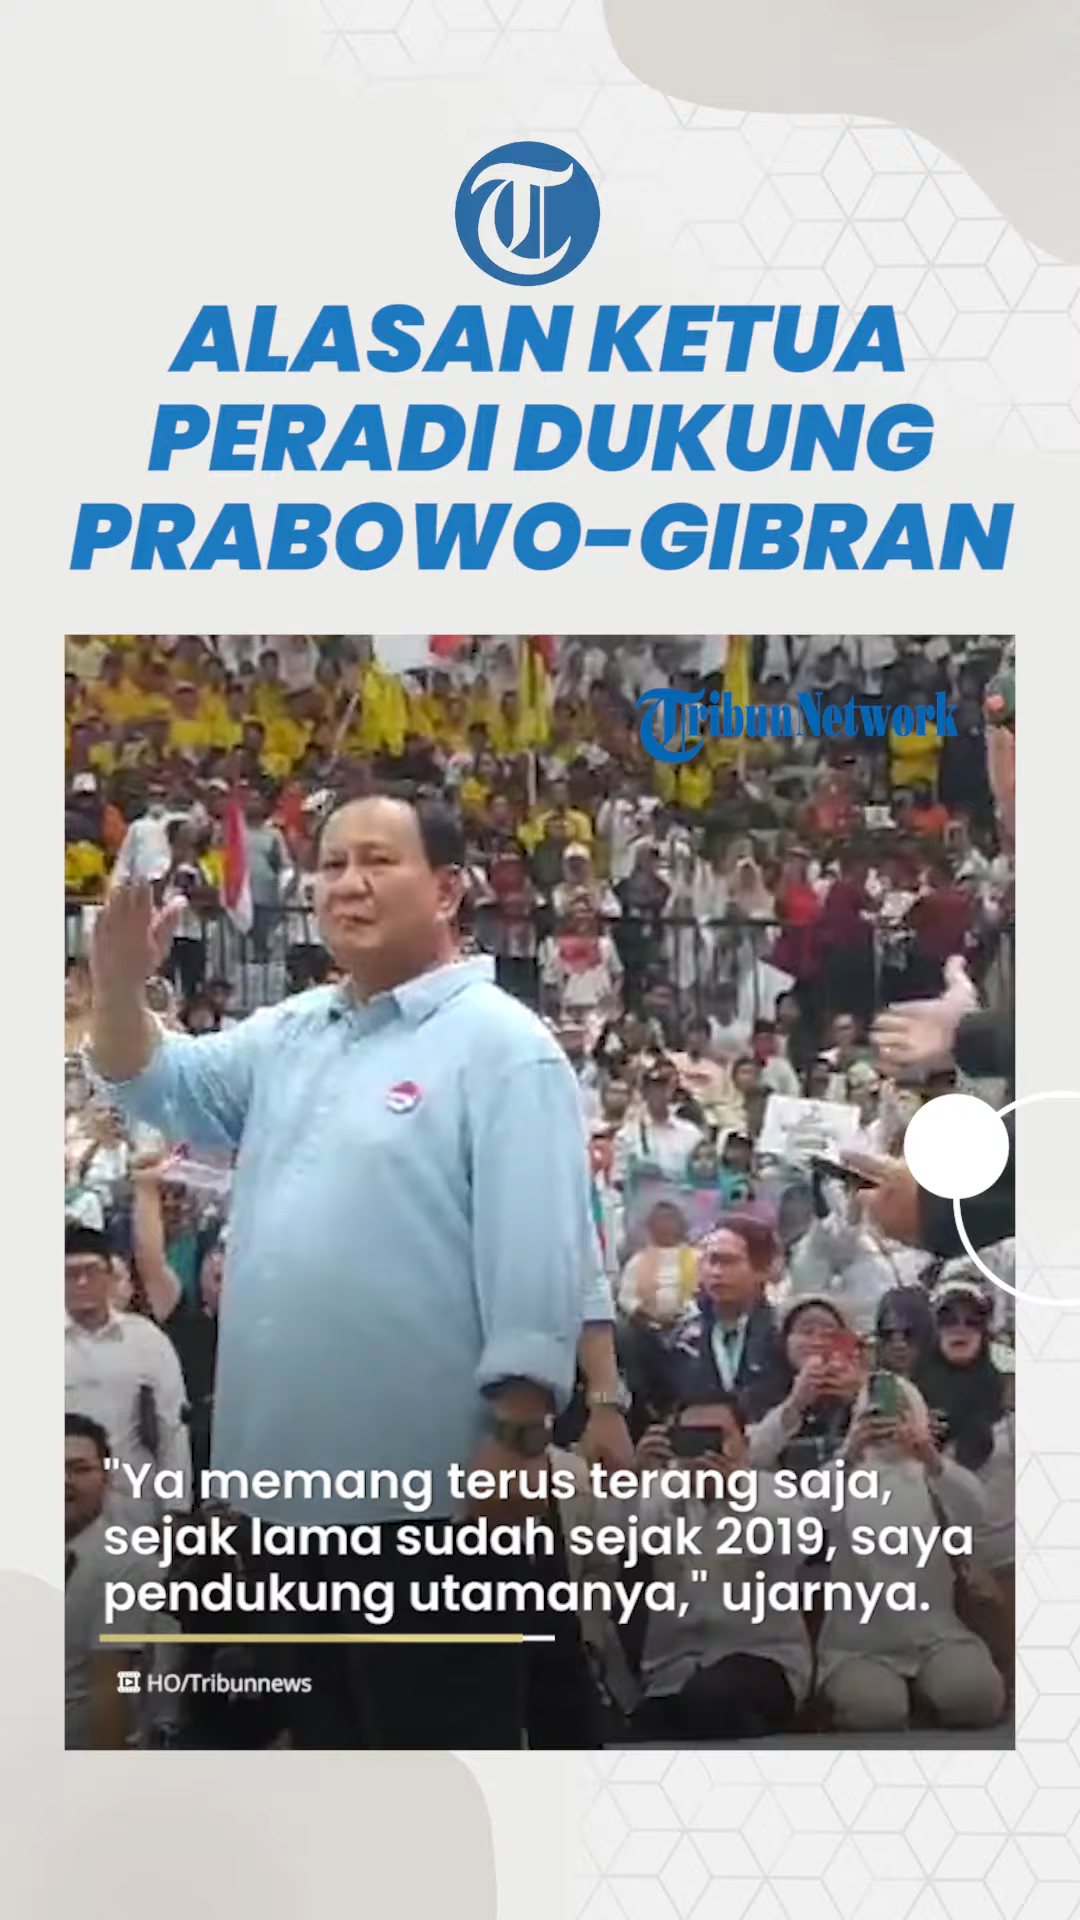 T
ALASAN KETUA
PERADI DUKUNG
PRABOWO-GIBRAN
TribunNetwork
"Ya memang terus terang saja,
sejak lama sudah sejak 2019, saya
pendukung utamanya," ujarnya.
HO/Tribunnews